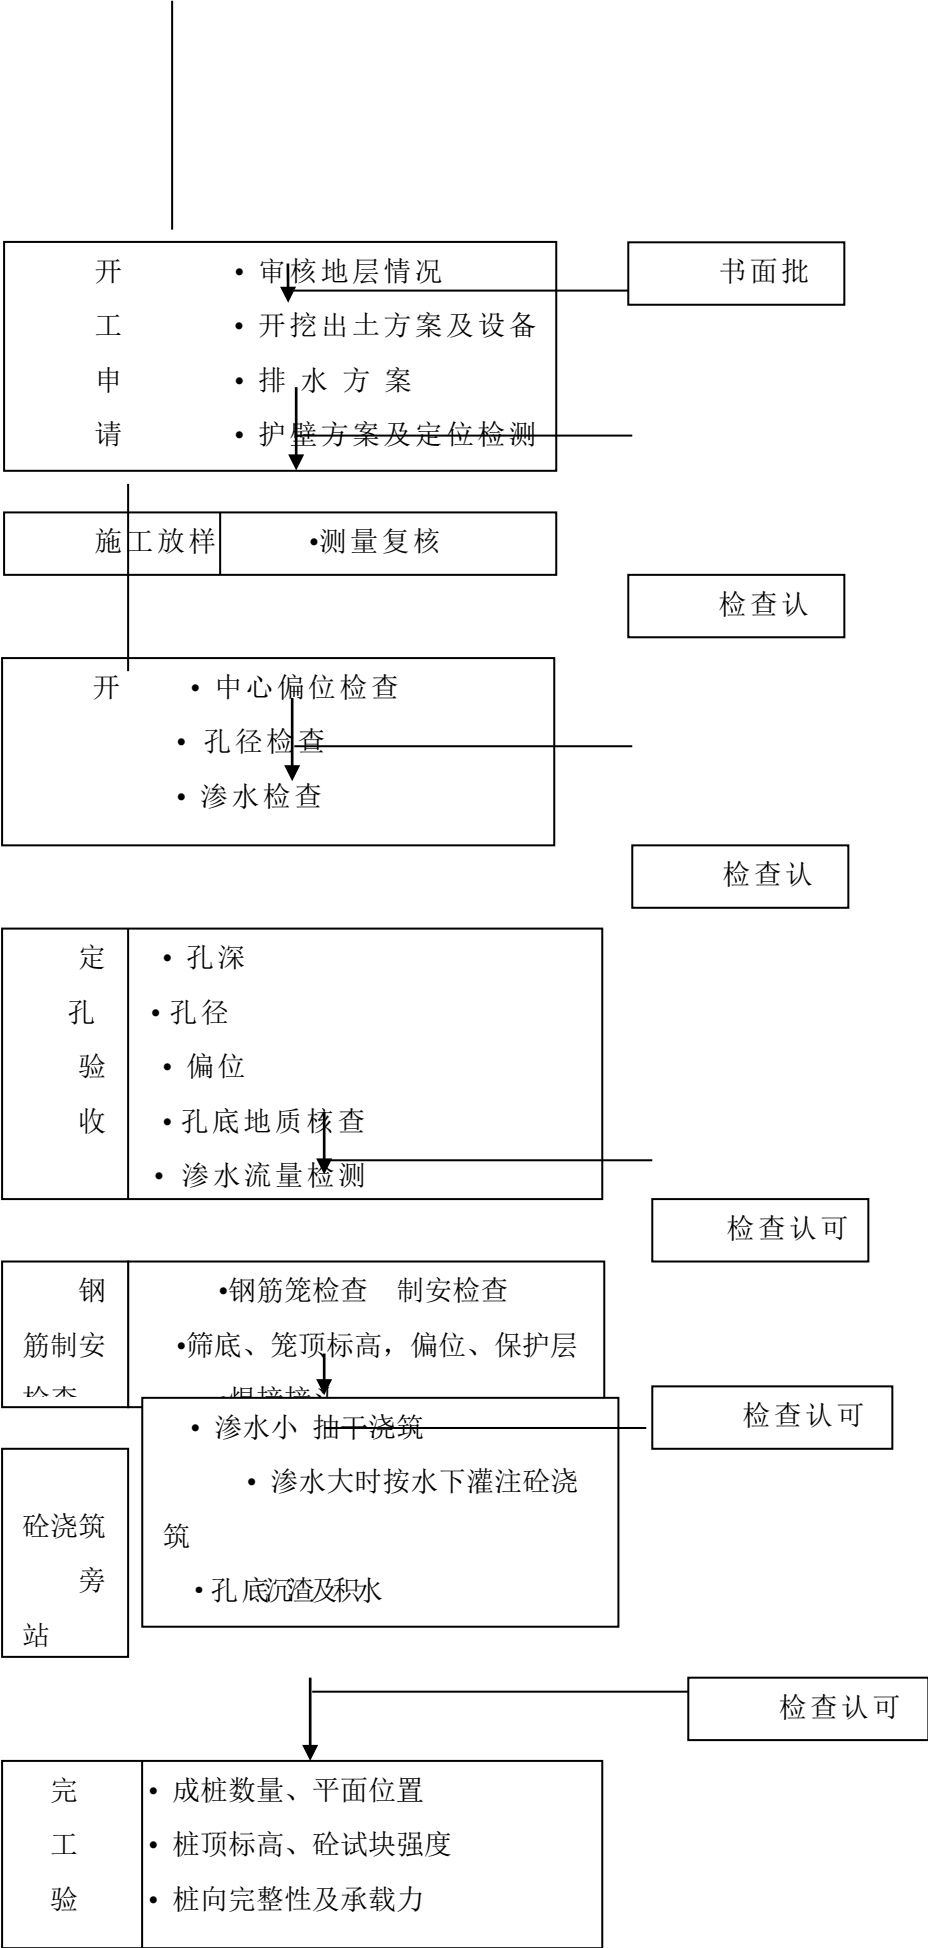 开 • 审核地层情况 书面批
工 • 开挖出土方案及设备
申 • 排 水 方 案
请 • 护壁方案及定位检测
施工放样 •测量复核
检查认
开 • 中心偏位检查
• 孔径检查
• 渗水检查
检查认
定 • 孔深
孔 • 孔径
验 • 偏位
收 • 孔底地质核查
• 渗水流量检测
检查认可
钢 •钢筋笼检查 制安检查
筋制安 •筛底、笼顶标高，偏位、保护层
检查认可
• 渗水小 抽干浇筑
• 渗水大时按水下灌注砼浇
筑
• 孔底沉渣及积水
砼浇筑
旁
站
检查认可
完 • 成桩数量、平面位置
工 • 桩顶标高、砼试块强度
验 • 桩向完整性及承载力